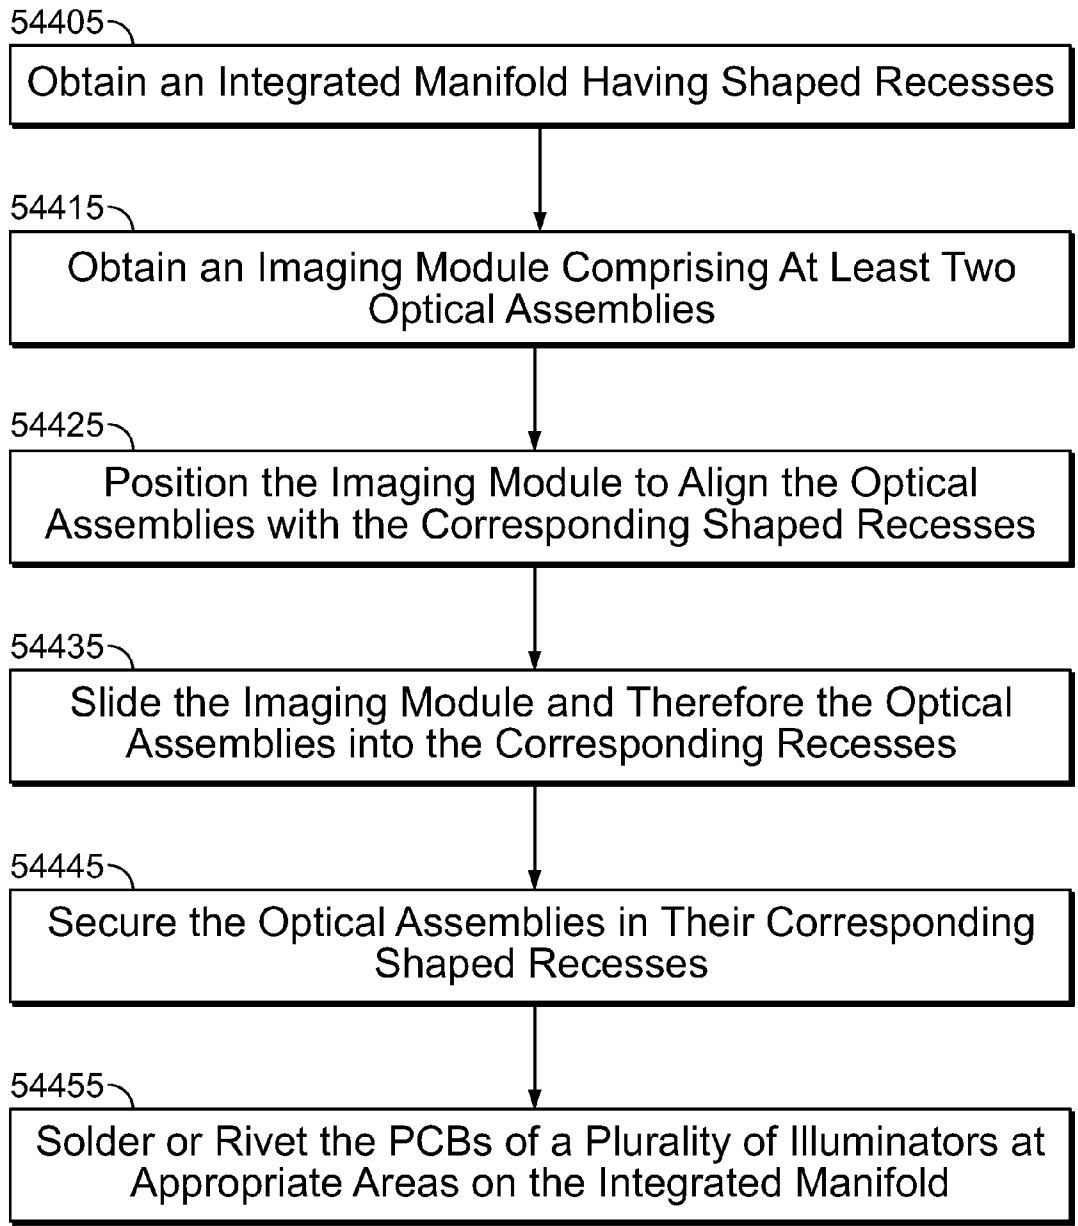 54405
Obtain an Integrated Manifold Having Shaped Recesses
54415
Obtain an Imaging Module Comprising At Least Two
Optical Assemblies
54425
Position the Imaging Module to Align the Optical
Assemblies with the Corresponding Shaped Recesses
54435
Slide the Imaging Module and Therefore the Optical
Assemblies into the Corresponding Recesses
54445
Secure the Optical Assemblies in Their Corresponding
Shaped Recesses
54455
Solder or Rivet the PCBs of a Plurality of Illuminators at
Appropriate Areas on the Integrated Manifold